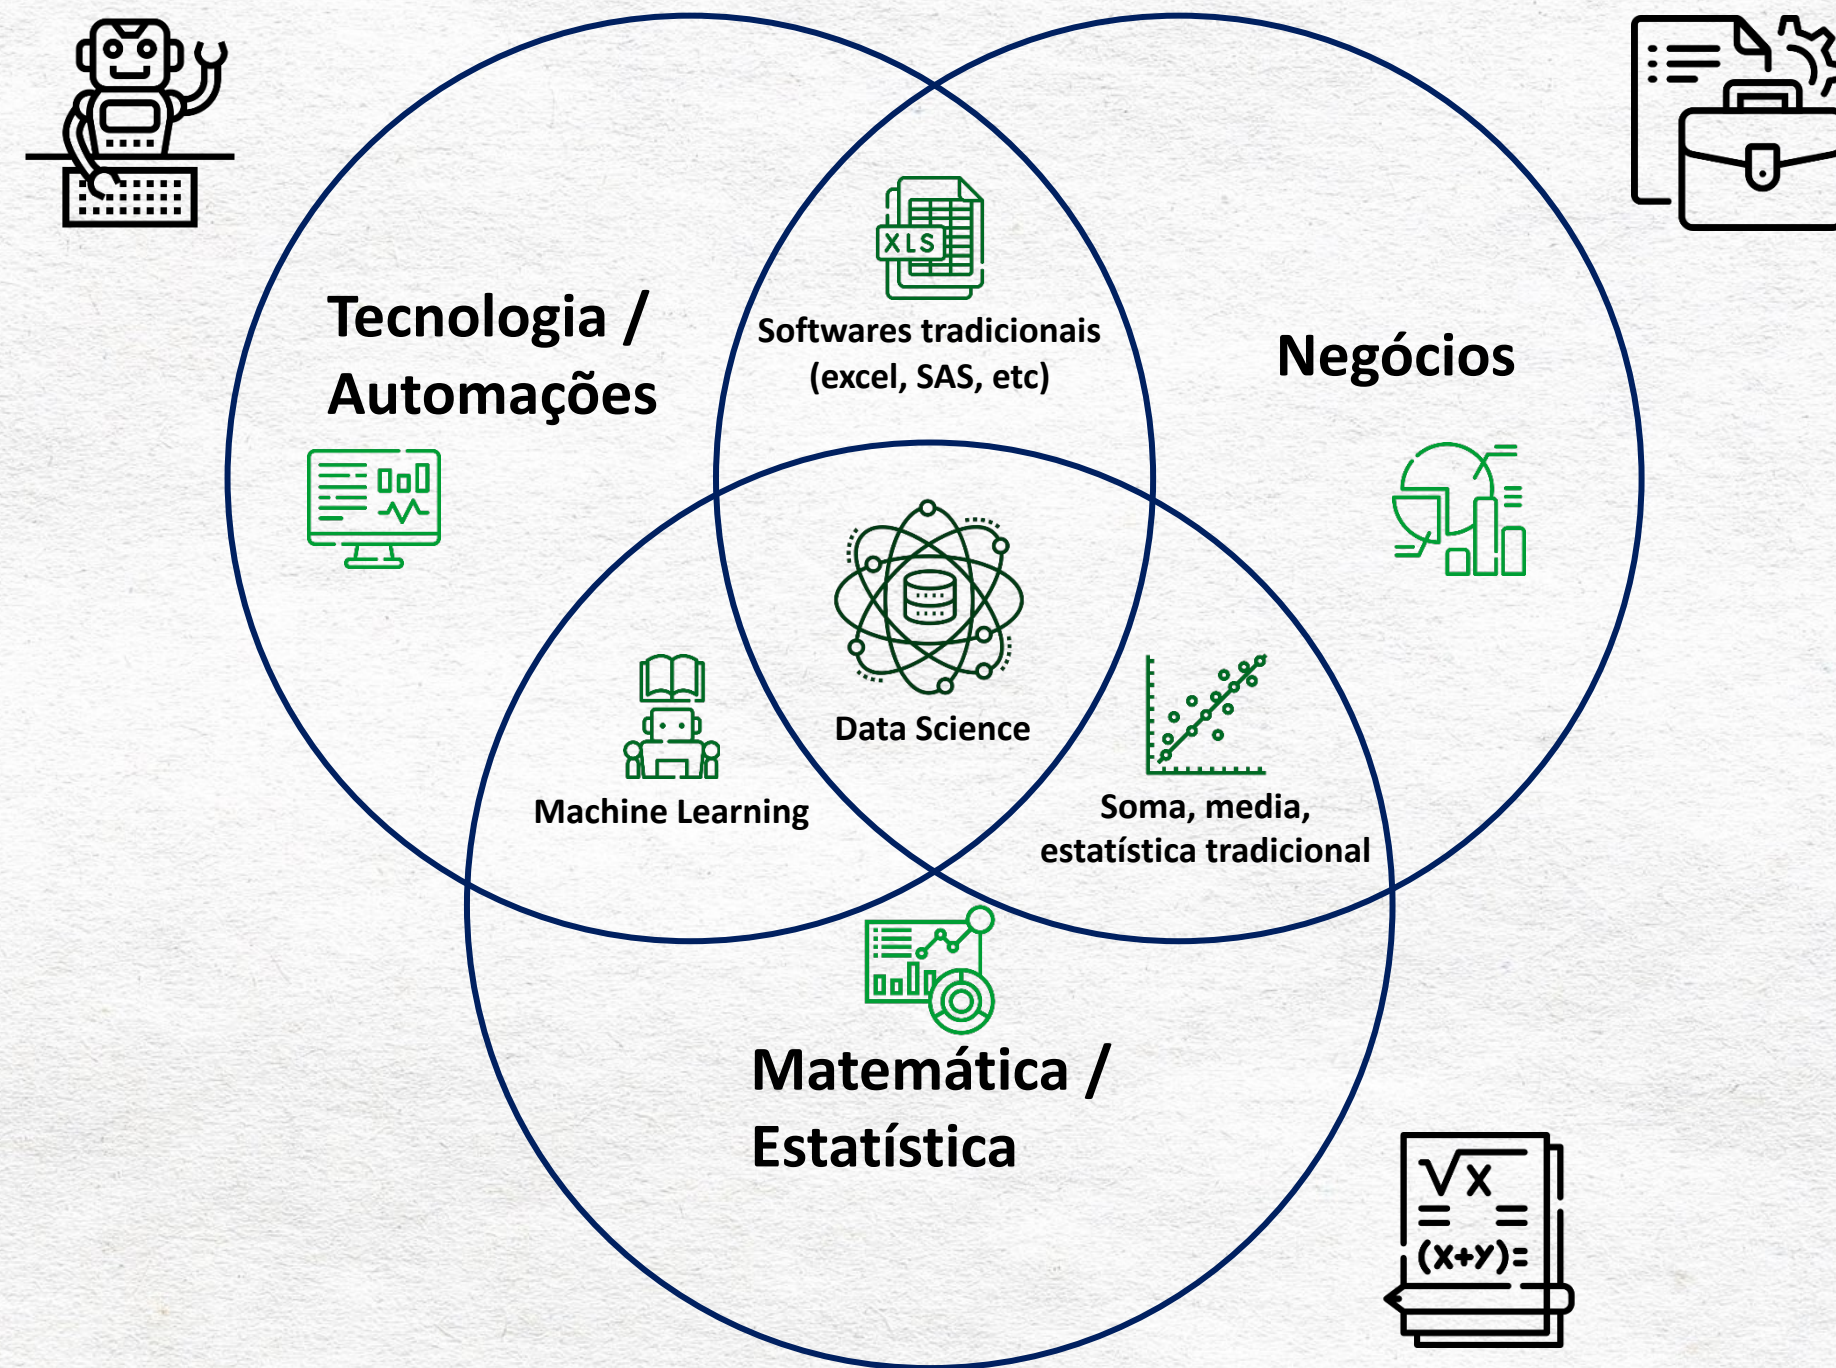 XLS
Tecnologia /
Automações
Softwares tradicionais
(excel, SAS, etc)
Negócios
Data Science
Machine Learning
Soma, media,
estatística tradicional
Matemática /
Estatística
√x
= =
(x+y)=